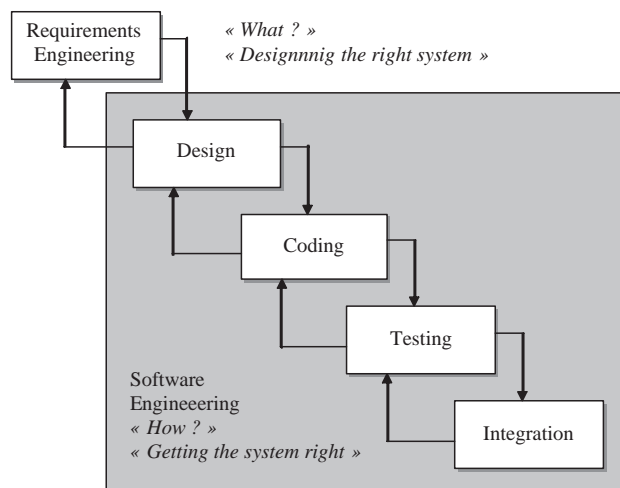 Requirements
Engineering
« What ? »
« Designnnig the right system »
Design
Coding
Testing
Software
Engineeering
« How ? »
« Getting the system right »
Integration